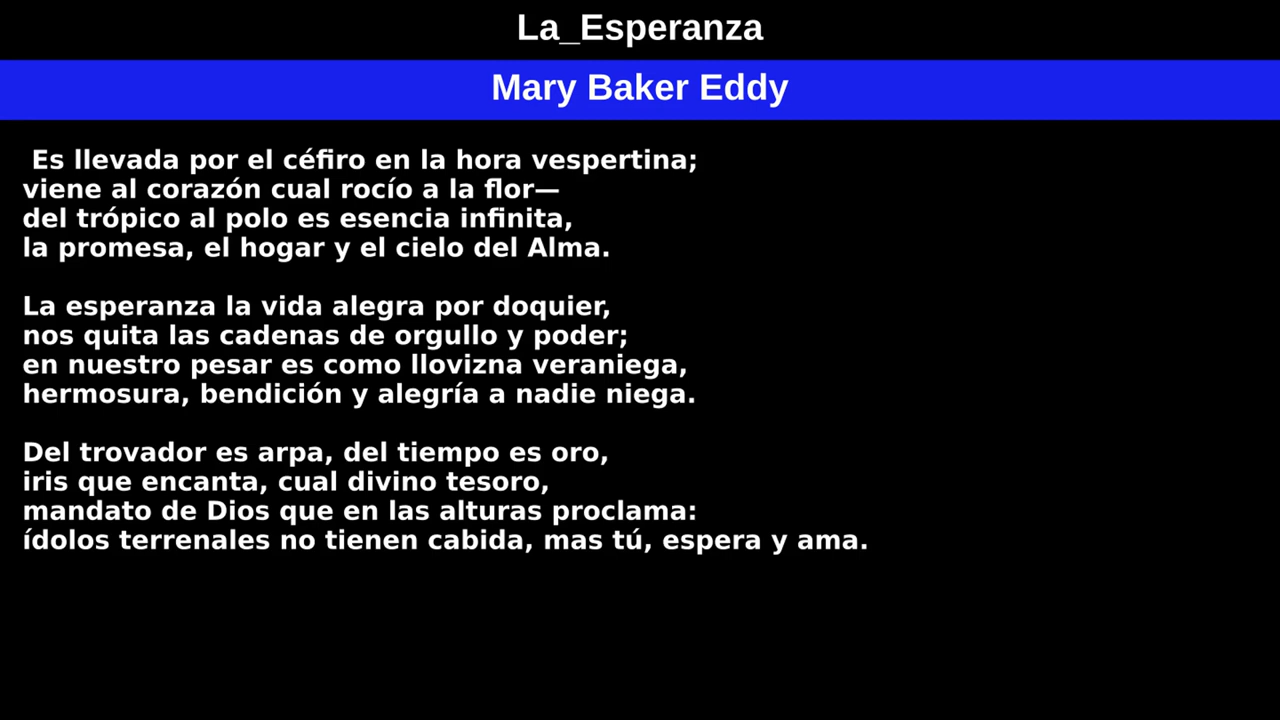 La_Esperanza
Mary Baker Eddy
Es llevada por el céfiro en la hora vespertina;
viene al corazón cual rocío a la flor—
del trópico al polo es esencia infinita,
la promesa, el hogar y el cielo del Alma.
La esperanza la vida alegra por doquier,
nos quita las cadenas de orgullo y poder;
en nuestro pesar es como llovizna veraniega,
hermosura, bendición y alegría a nadie niega.
Del trovador es arpa, del tiempo es oro,
iris que encanta, cual divino tesoro,
mandato de Dios que en las alturas proclama:
ídolos terrenales no tienen cabida, mas tú, espera y ama.